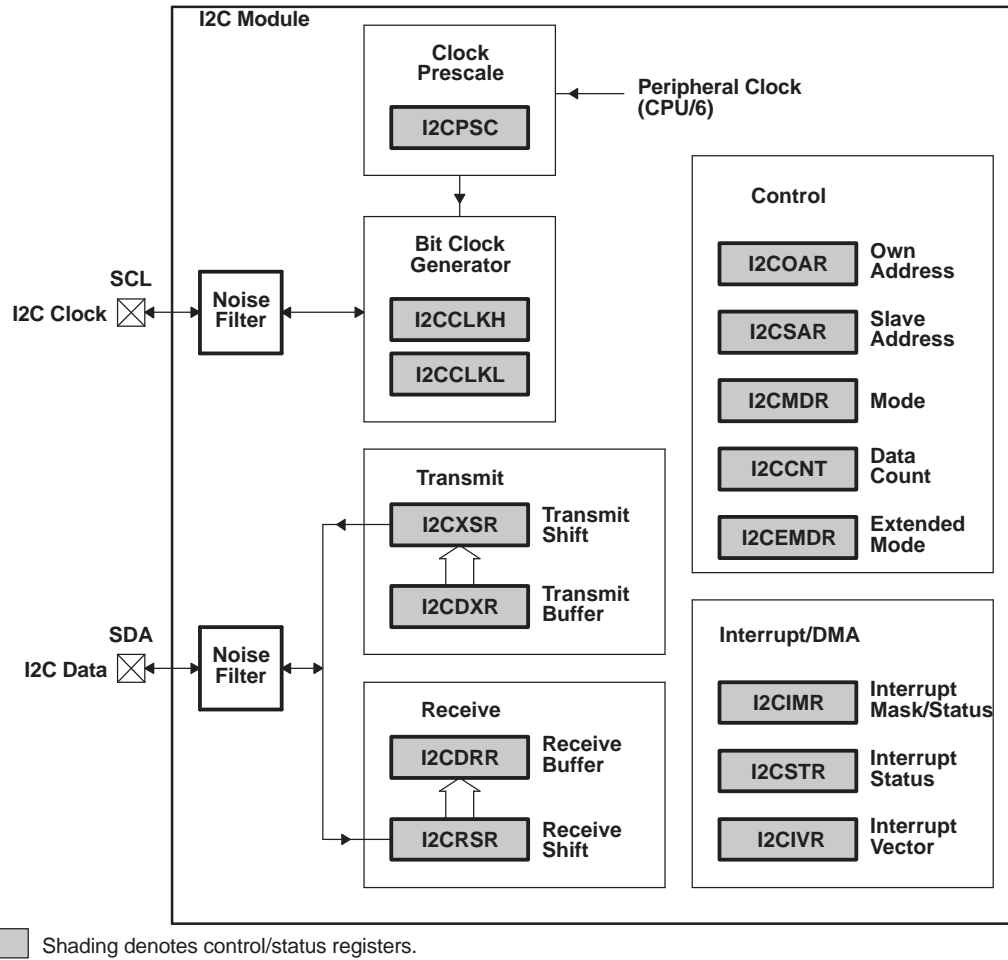 I2C Module
Clock
Prescale
I2CPSC
Peripheral Clock
(CPU/6)
Bit Clock
Generator
I2CCLKH
I2CCLKL
SCL
I2C Clock
Noise
Filter
Control
I2COAR
Own
Address
I2CSAR
Slave
Address
I2CMDR
Mode
I2CCNT
Data
Count
I2CEMDR
Extended
Mode
Transmit
I2CXSR
Transmit
Shift
I2CDXR
Transmit
Buffer
SDA
I2C Data
Noise
Filter
Receive
I2CDRR
Receive
Buffer
I2CRSR
Receive
Shift
Interrupt/DMA
I2CIMR
Interrupt
Mask/Status
I2CSTR
Interrupt
Status
I2CIVR
Interrupt
Vector
Shading denotes control/status registers.